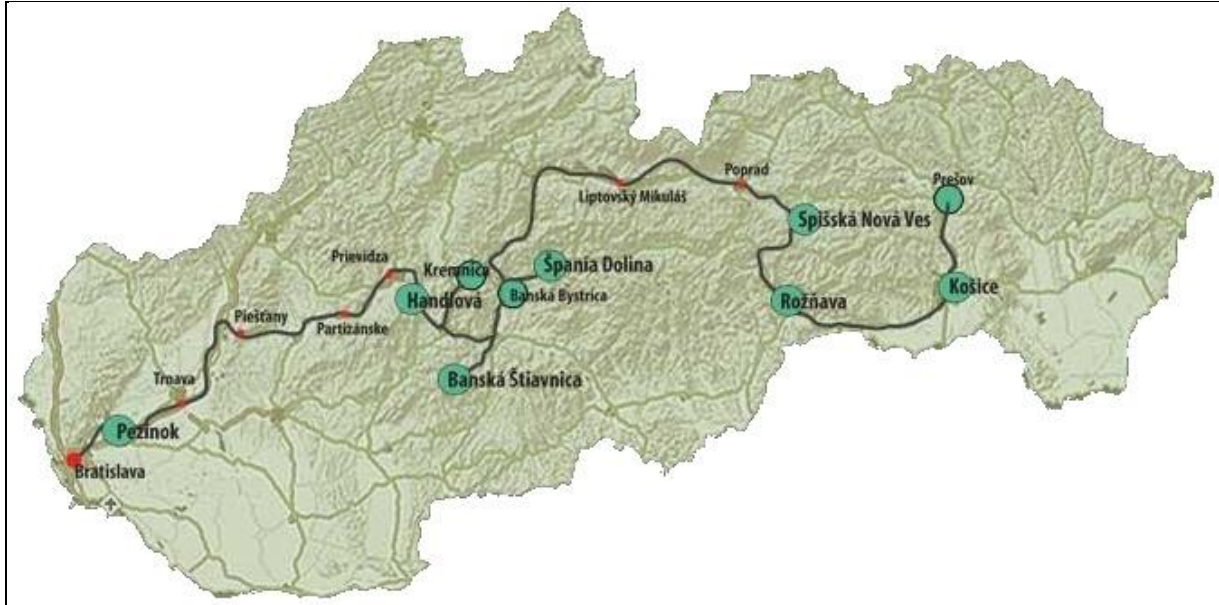 Poprad
Prešov
Liptovský Mikuláš
Spišská Nová Ves
Prievidza
Kremnica
Špania Dolina
Handlová
Banská Bystrica
Košice
Rožňava
Piešťany
Partizánske
Trnava
Banská Štiavnica
Pezinok
Bratislava